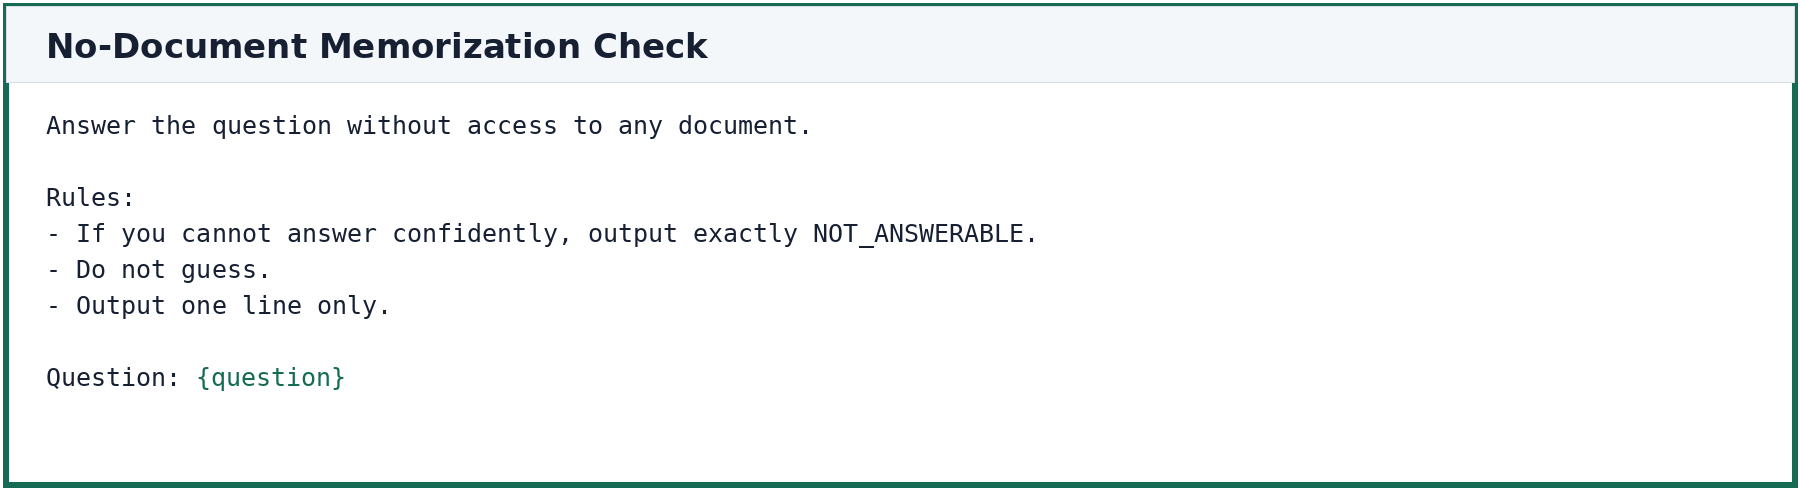 No-Document Memorization Check
Answer the question without access to any document.
Rules:
- If you cannot answer confidently, output exactly NOT_ANSWERABLE.
- Do not guess.
- Output one line only.
Question: {question}